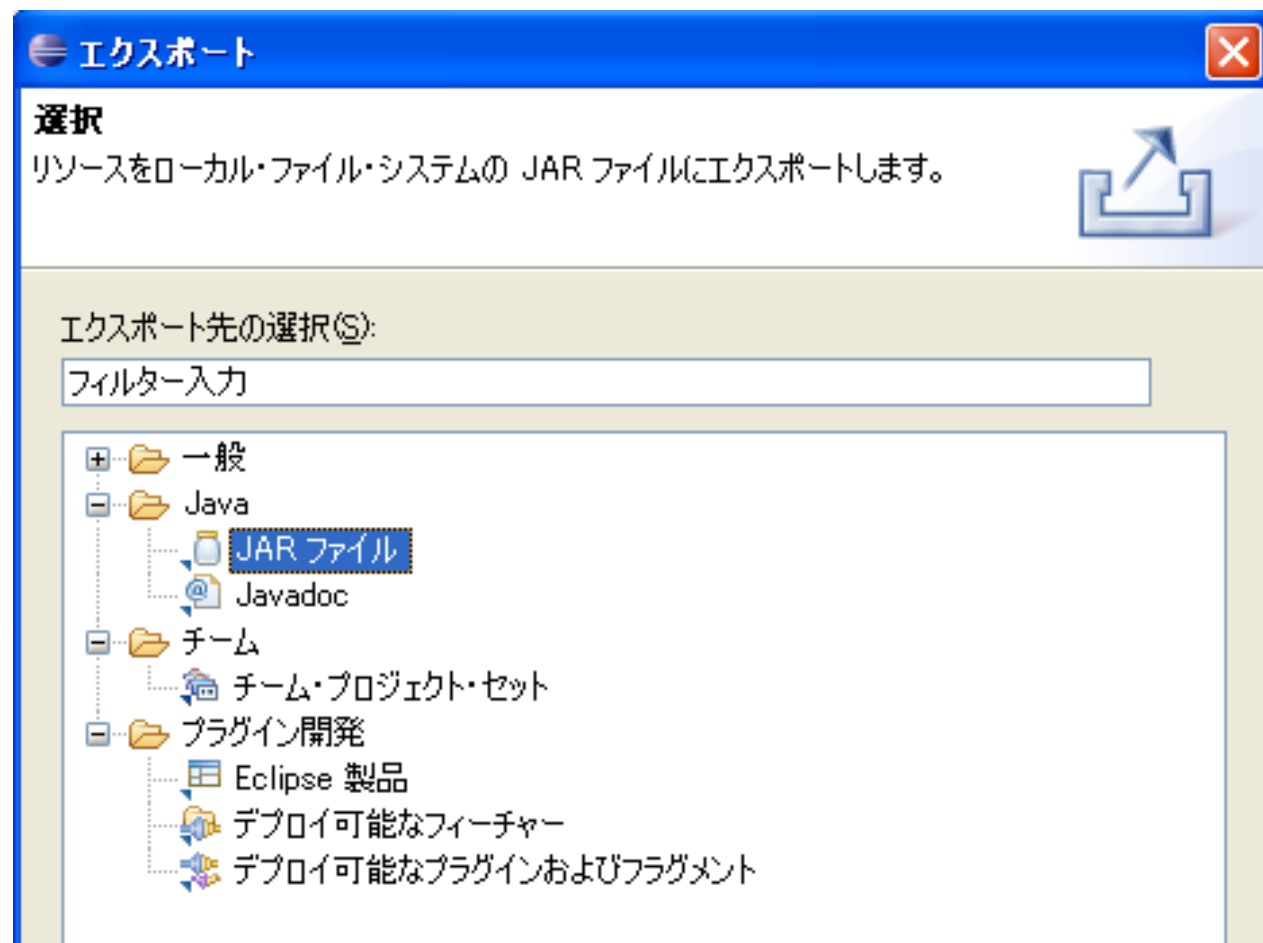 エクスポート
選択
リソースをローカル・ファイル・システムの JAR ファイルにエクスポートします。
エクスポート先の選択(S):
フィルター入力
一般
Java
JAR ファイル
Javadoc
チーム
チーム・プロジェクト・セット
プラグイン開発
Eclipse 製品
デプロイ可能なフィーチャー
デプロイ可能なプラグインおよびフラグメント